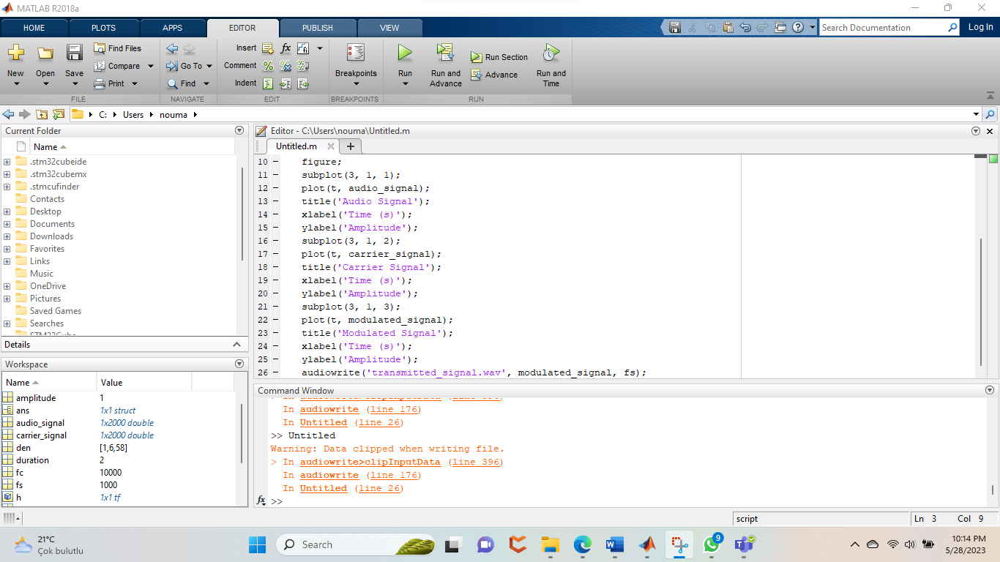 MATLAB R2018a
HOME PLOTS APPS EDITOR PUBLISH VIEW
Search Documentation
Log In
New Open Save
Find Files
Compare
Print
FILE
Go To
Find
NAVIGATE
Insert fx
Comment
Indent
EDIT
Breakpoints
BREAKPOINTS
Run
Run and Advance
Run Section
Advance
Run and Time
RUN
C: Users nouma
Current Folder
Name
.stm32cubeide
.stm32cubemx
.stmcufinder
Contacts
Desktop
Documents
Downloads
Favorites
Links
Music
OneDrive
Pictures
Saved Games
Searches
STM32Cube
Details
Workspace
Name Value
amplitude 1
ans 1x1 struct
audio_signal 1x2000 double
carrier_signal 1x2000 double
den [1,6,58]
duration 2
fc 10000
fs 1000
h 1x1 tf
Editor - C:\Users\nouma\Untitled.m
Untitled.m
10 – figure;
11 – subplot(3, 1, 1);
12 – plot(t, audio_signal);
13 – title('Audio Signal');
14 – xlabel('Time (s)');
15 – ylabel('Amplitude');
16 – subplot(3, 1, 2);
17 – plot(t, carrier_signal);
18 – title('Carrier Signal');
19 – xlabel('Time (s)');
20 – ylabel('Amplitude');
21 – subplot(3, 1, 3);
22 – plot(t, modulated_signal);
23 – title('Modulated Signal');
24 – xlabel('Time (s)');
25 – ylabel('Amplitude');
26 – audiowrite('transmitted_signal.wav', modulated_signal, fs);
Command Window
In audiowrite (line 176)
In Untitled (line 26)
>> Untitled
Warning: Data clipped when writing file.
> In audiowrite>clipInputData (line 396)
In audiowrite (line 176)
In Untitled (line 26)
fx >>
script
Ln 3 Col 9
21°C
Çok bulutlu
Search
9
10:14 PM
5/28/2023